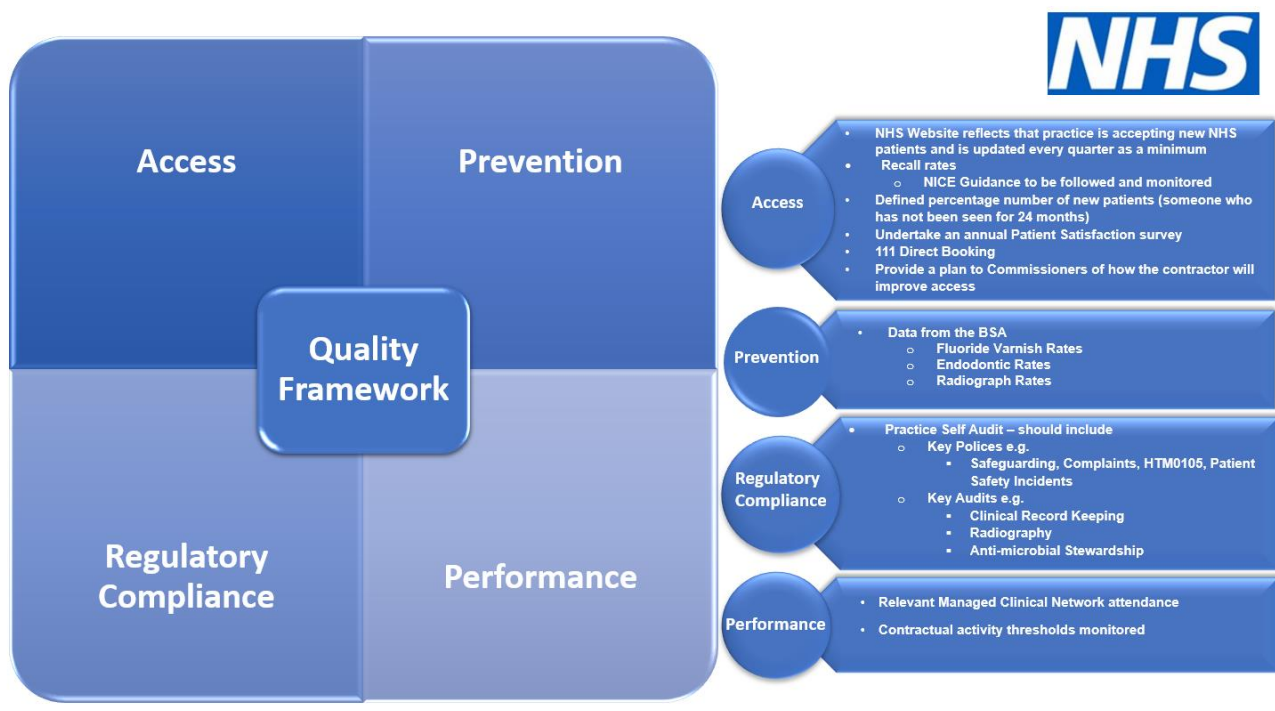 NHS
Access
Prevention
Quality
Framework
Regulatory
Compliance
Performance
Access
• NHS Website reflects that practice is accepting new NHS
patients and is updated every quarter as a minimum
• Recall rates
o NICE Guidance to be followed and monitored
• Defined percentage number of new patients (someone who
has not been seen for 24 months)
• Undertake an annual Patient Satisfaction survey
• 111 Direct Booking
• Provide a plan to Commissioners of how the contractor will
improve access
Prevention
• Data from the BSA
o Fluoride Varnish Rates
o Endodontic Rates
o Radiograph Rates
Regulatory
Compliance
• Practice Self Audit – should include
o Key Polices e.g.
▪ Safeguarding, Complaints, HTM0105, Patient
Safety Incidents
o Key Audits e.g.
▪ Clinical Record Keeping
▪ Radiography
▪ Anti-microbial Stewardship
Performance
• Relevant Managed Clinical Network attendance
• Contractual activity thresholds monitored